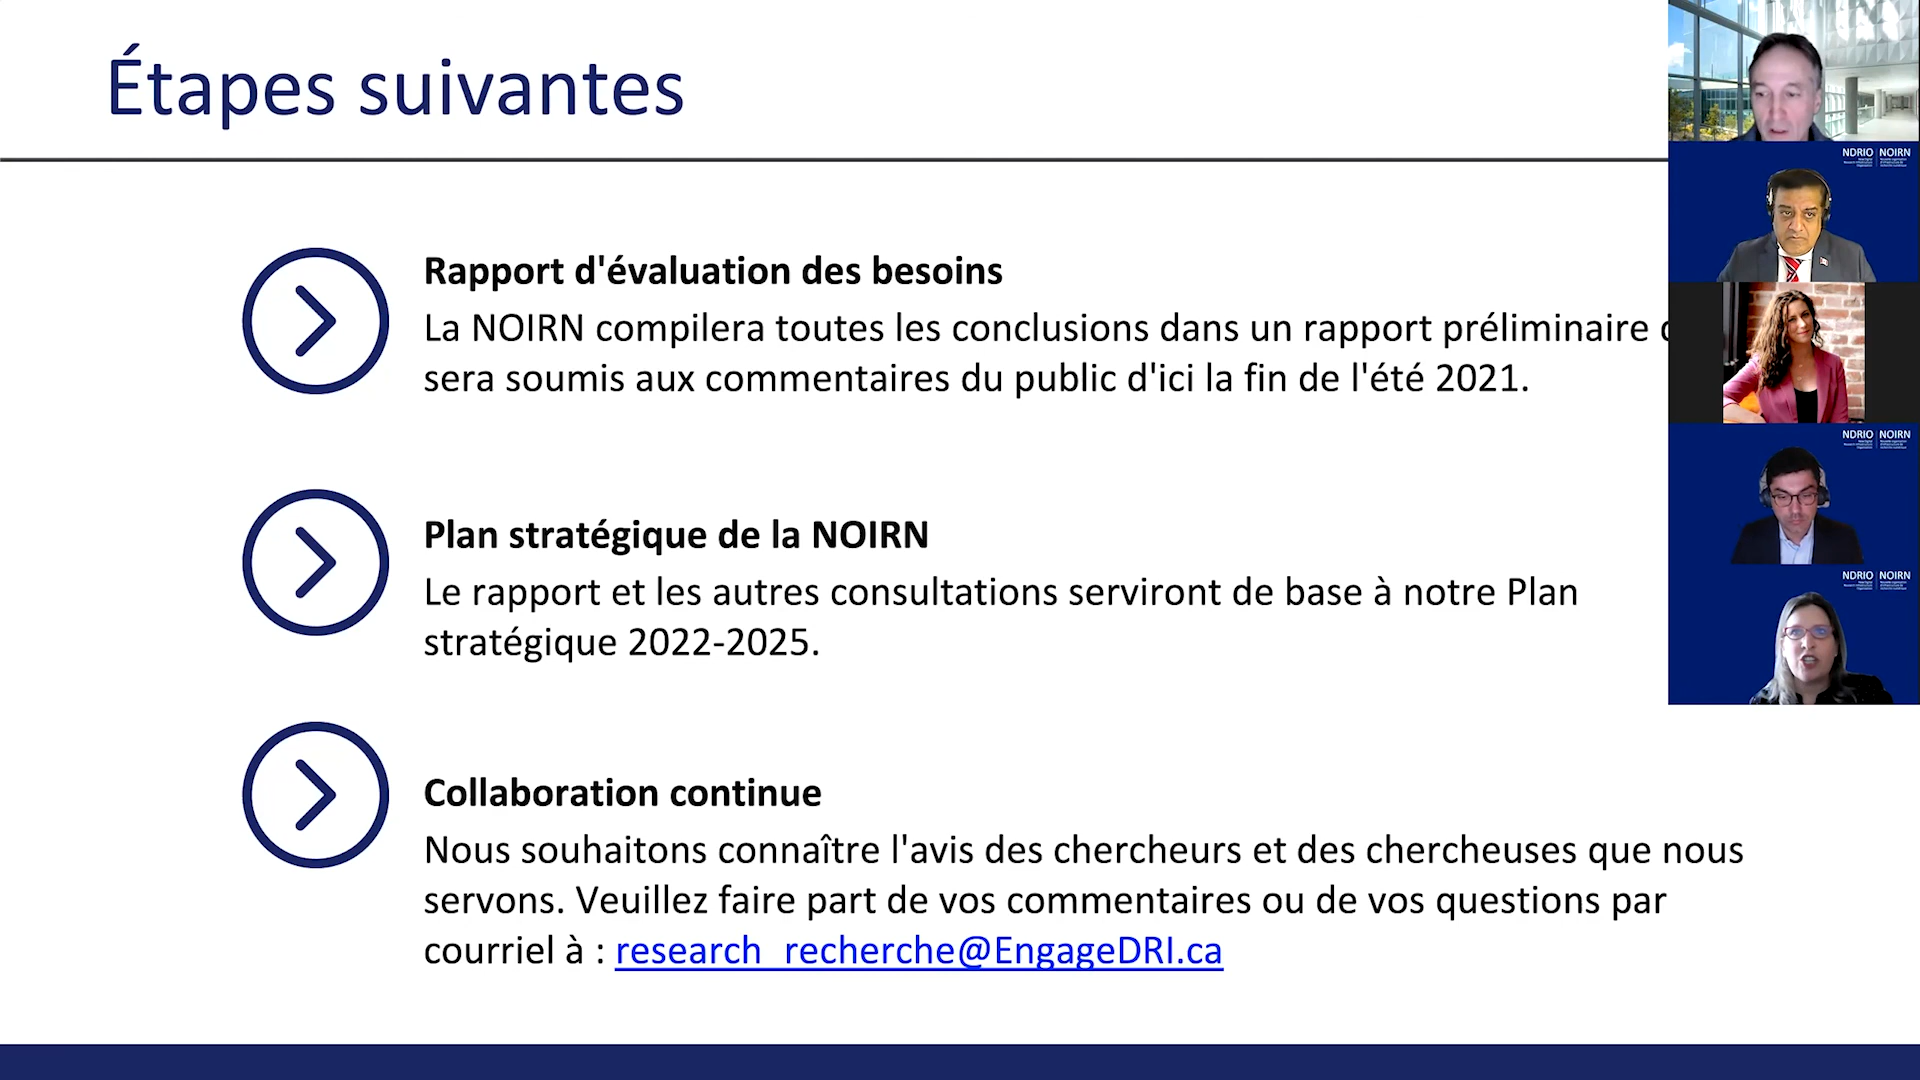 Étapes suivantes
Rapport d'évaluation des besoins
La NOIRN compilera toutes les conclusions dans un rapport préliminaire
sera soumis aux commentaires du public d'ici la fin de l'été 2021.
Plan stratégique de la NOIRN
Le rapport et les autres consultations serviront de base à notre Plan
stratégique 2022-2025.
Collaboration continue
Nous souhaitons connaître l'avis des chercheurs et des chercheuses que nous
servons. Veuillez faire part de vos commentaires ou de vos questions par
courriel à : research_recherche@EngageDRI.ca
NDRIO | NOIRN
NDRIO | NOIRN
NDRIO | NOIRN